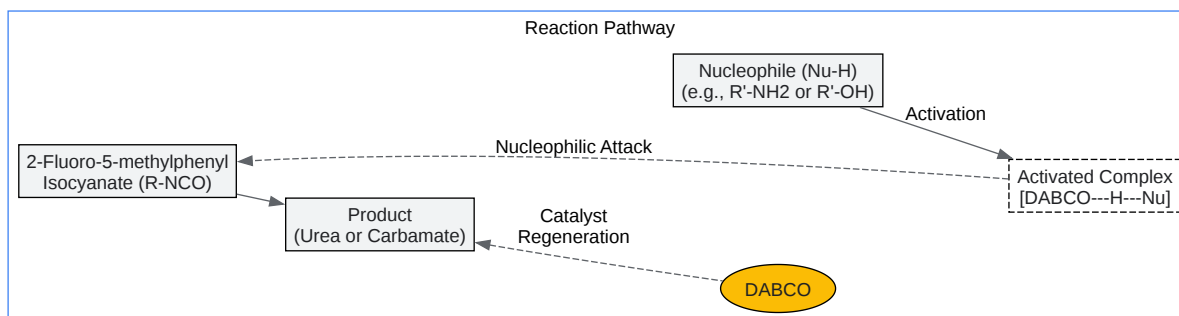 Reaction Pathway
Nucleophile (Nu-H)
(e.g., R'-NH2 or R'-OH)
Activation
Nucleophilic Attack
2-Fluoro-5-methylphenyl
Isocyanate (R-NCO)
Activated Complex
[DABCO---H---Nu]
Product
(Urea or Carbamate)
Catalyst
Regeneration
DABCO